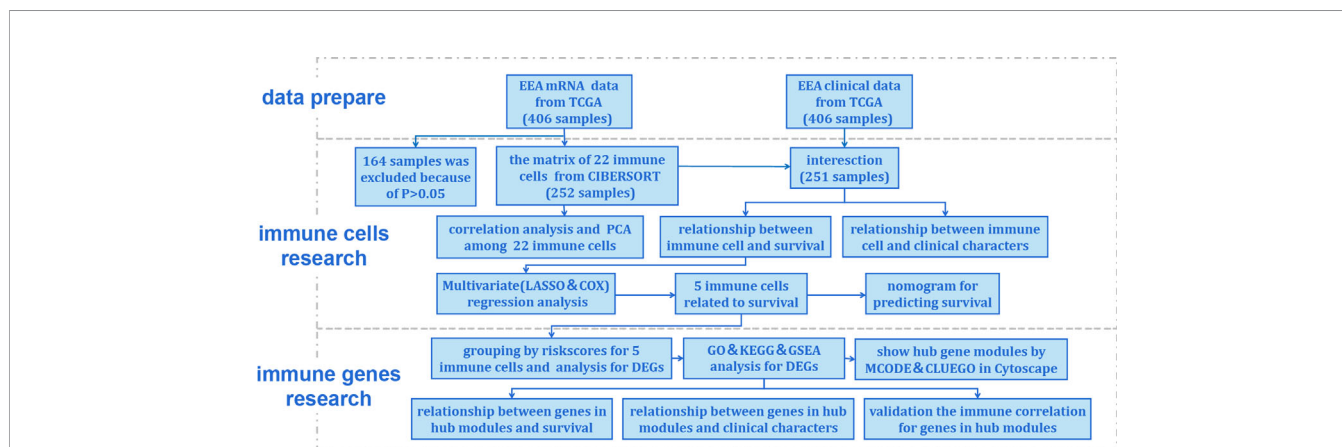 data prepare
EEA mRNA data
from TCGA
(406 samples)
EEA clinical data
from TCGA
(406 samples)
immune cells
research
164 samples was
excluded because
of P>0.05
the matrix of 22 immune
cells from CIBERSORT
(252 samples)
interesction
(251 samples)
correlation analysis and PCA
among 22 immune cells
relationship between
immune cell and survival
relationship between immune
cell and clinical characters
Multivariate(LASSO&COX)
regression analysis
5 immune cells
related to survival
nomogram for
predicting survival
immune genes
research
grouping by riskscores for 5
immune cells and analysis for DEGs
GO&KEGG&GSEA
analysis for DEGs
show hub gene modules by
MCODE&CLUEGO in Cytoscape
relationship between genes in
hub modules and survival
relationship between genes in hub
modules and clinical characters
validation the immune correlation
for genes in hub modules